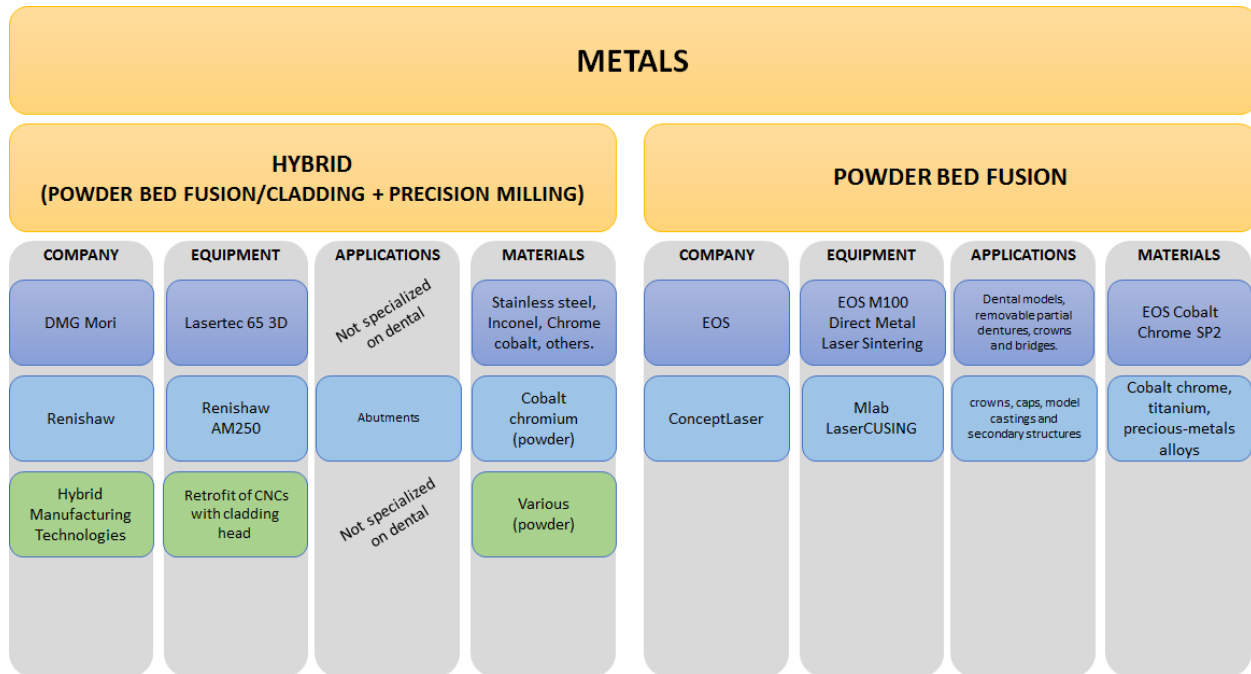 METALS
HYBRID
(POWDER BED FUSION/CLADDING + PRECISION MILLING)
COMPANY
EQUIPMENT
APPLICATIONS
MATERIALS
DMG Mori
Lasertec 65 3D
Not specialized
on dental
Stainless steel,
Inconel, Chrome
cobalt, others.
Renishaw
Renishaw
AM250
Abutments
Cobalt
chromium
(powder)
Hybrid
Manufacturing
Technologies
Retrofit of CNCs
with cladding
head
Not specialized
on dental
Various
(powder)
POWDER BED FUSION
COMPANY
EQUIPMENT
APPLICATIONS
MATERIALS
EOS
EOS M100
Direct Metal
Laser Sintering
Dental models,
removable partial
dentures, crowns
and bridges.
EOS Cobalt
Chrome SP2
ConceptLaser
Mlab
LaserCUSING
crowns, caps, model
castings and
secondary structures
Cobalt chrome,
titanium,
precious-metals
alloys